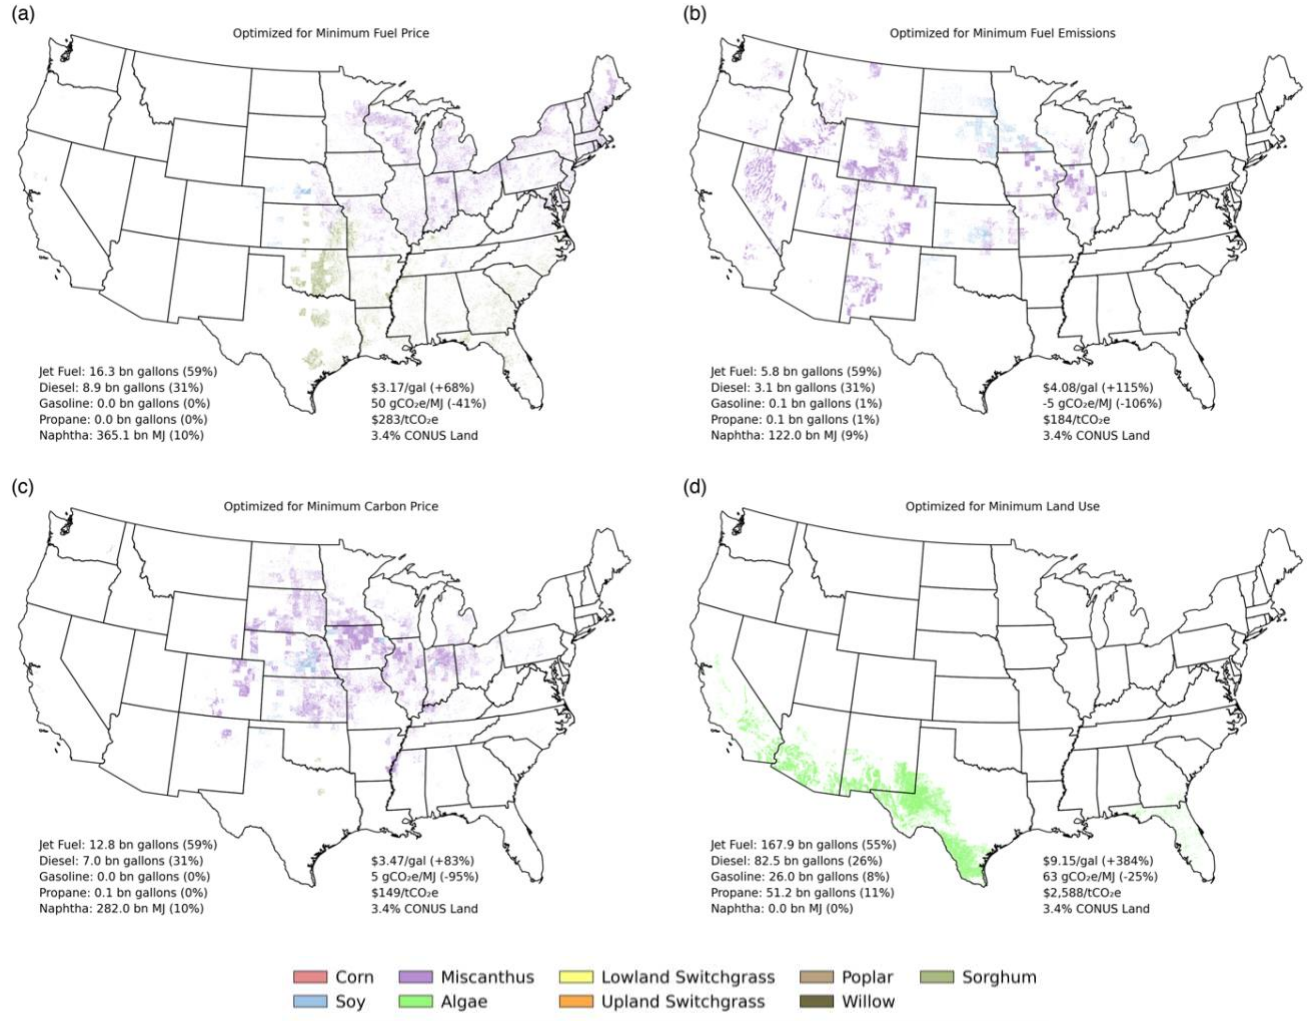 (a)
Optimized for Minimum Fuel Price
Jet Fuel: 16.3 bn gallons (59%)
Diesel: 8.9 bn gallons (31%)
Gasoline: 0.0 bn gallons (0%)
Propane: 0.0 bn gallons (0%)
Naphtha: 365.1 bn MJ (10%)
$3.17/gal (+68%)
50 gCO₂e/MJ (-41%)
$283/tCO₂e
3.4% CONUS Land
(b)
Optimized for Minimum Fuel Emissions
Jet Fuel: 5.8 bn gallons (59%)
Diesel: 3.1 bn gallons (31%)
Gasoline: 0.1 bn gallons (1%)
Propane: 0.1 bn gallons (1%)
Naphtha: 122.0 bn MJ (9%)
$4.08/gal (+115%)
-5 gCO₂e/MJ (-106%)
$184/tCO₂e
3.4% CONUS Land
(c)
Optimized for Minimum Carbon Price
Jet Fuel: 12.8 bn gallons (59%)
Diesel: 7.0 bn gallons (31%)
Gasoline: 0.0 bn gallons (0%)
Propane: 0.1 bn gallons (0%)
Naphtha: 282.0 bn MJ (10%)
$3.47/gal (+83%)
5 gCO₂e/MJ (-95%)
$149/tCO₂e
3.4% CONUS Land
(d)
Optimized for Minimum Land Use
Jet Fuel: 167.9 bn gallons (55%)
Diesel: 82.5 bn gallons (26%)
Gasoline: 26.0 bn gallons (8%)
Propane: 51.2 bn gallons (11%)
Naphtha: 0.0 bn MJ (0%)
$9.15/gal (+384%)
63 gCO₂e/MJ (-25%)
$2,588/tCO₂e
3.4% CONUS Land
Corn
Miscanthus
Lowland Switchgrass
Poplar
Sorghum
Soy
Algae
Upland Switchgrass
Willow